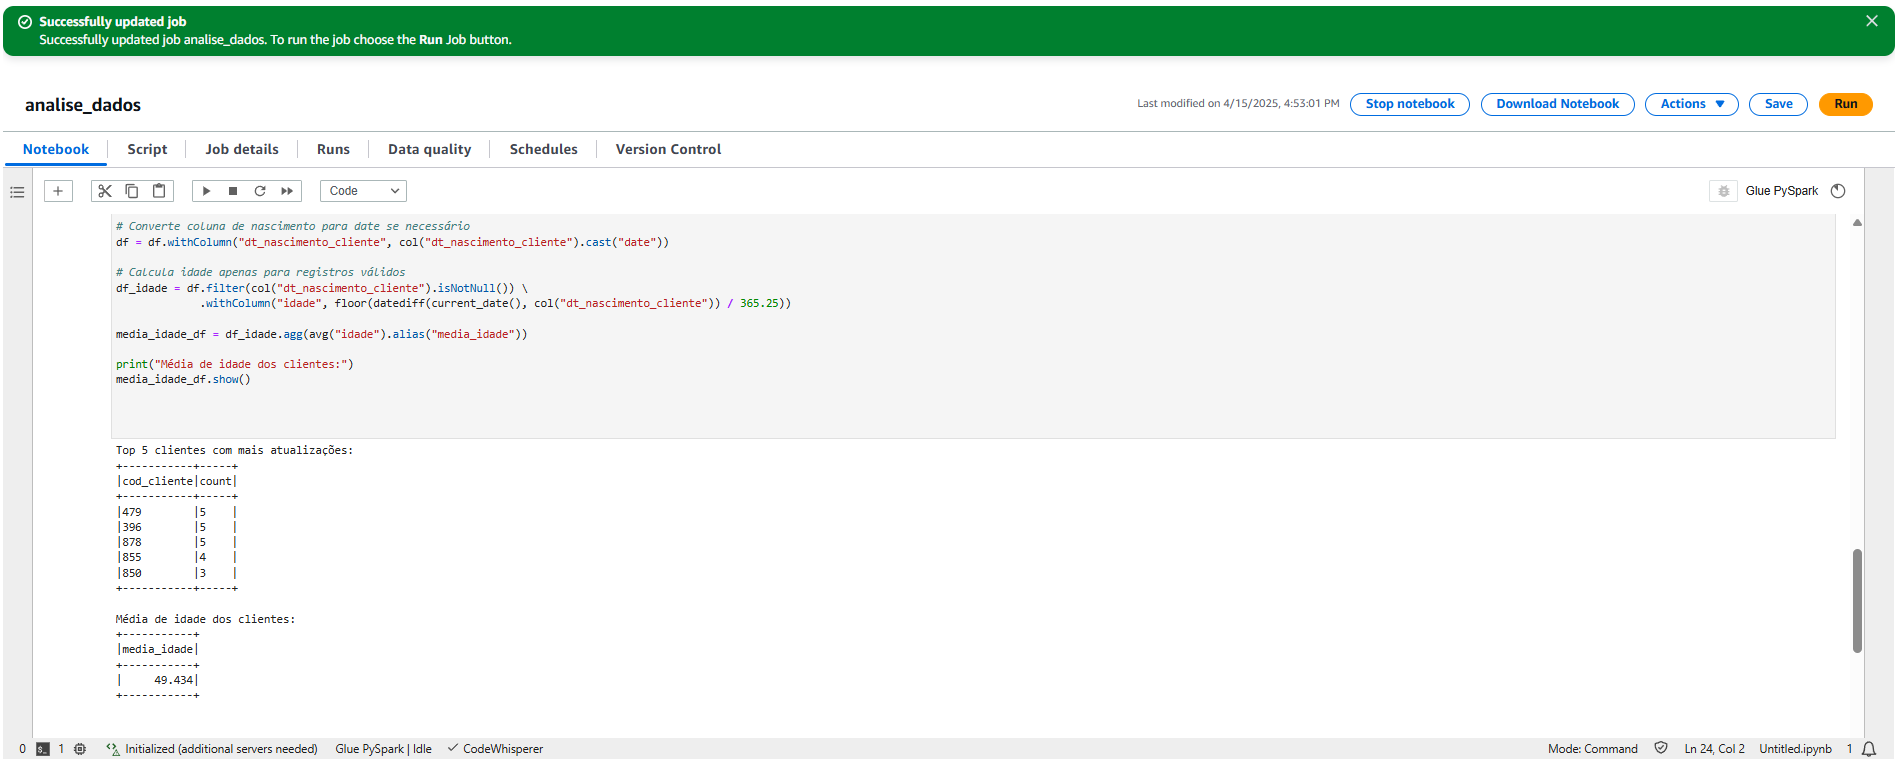 Successfully updated job
Successfully updated job analise_dados. To run the job choose the Run Job button.
analise_dados
Last modified on 4/15/2025, 4:53:01 PM
Stop notebook
Download Notebook
Actions
Save
Run
Notebook
Script
Job details
Runs
Data quality
Schedules
Version Control
Code
Glue PySpark
# Converte coluna de nascimento para date se necessário
df = df.withColumn("dt_nascimento_cliente", col("dt_nascimento_cliente").cast("date"))
# Calcula idade apenas para registros válidos
df_idade = df.filter(col("dt_nascimento_cliente").isNotNull()) \
.withColumn("idade", floor(datediff(current_date(), col("dt_nascimento_cliente")) / 365.25))
media_idade_df = df_idade.agg(avg("idade").alias("media_idade"))
print("Média de idade dos clientes:")
media_idade_df.show()
Top 5 clientes com mais atualizações:
+-----------+-----+
|cod_cliente|count|
+-----------+-----+
|479        |5    |
|396        |5    |
|878        |5    |
|855        |4    |
|850        |3    |
+-----------+-----+
Média de idade dos clientes:
+-----------+
|media_idade|
+-----------+
|     49.434|
+-----------+
0 1 Initialized (additional servers needed) Glue PySpark | Idle CodeWhisperer Mode: Command Ln 24, Col 2 Untitled.ipynb 1